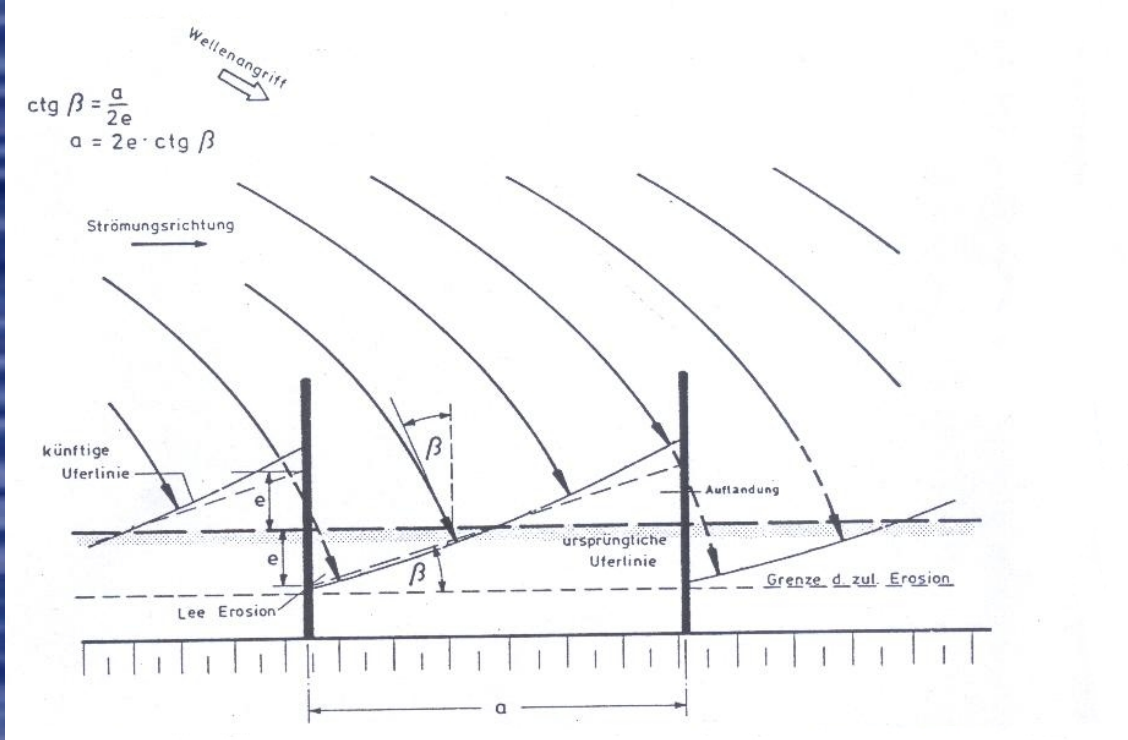 Wellenangriff
ctg β = a/2e
a = 2e · ctg β
Strömungsrichtung
künftige
Uferlinie
β
e
Auflandung
ursprüngliche
Uferlinie
e
β
Grenze d. zul. Erosion
Lee Erosion
a